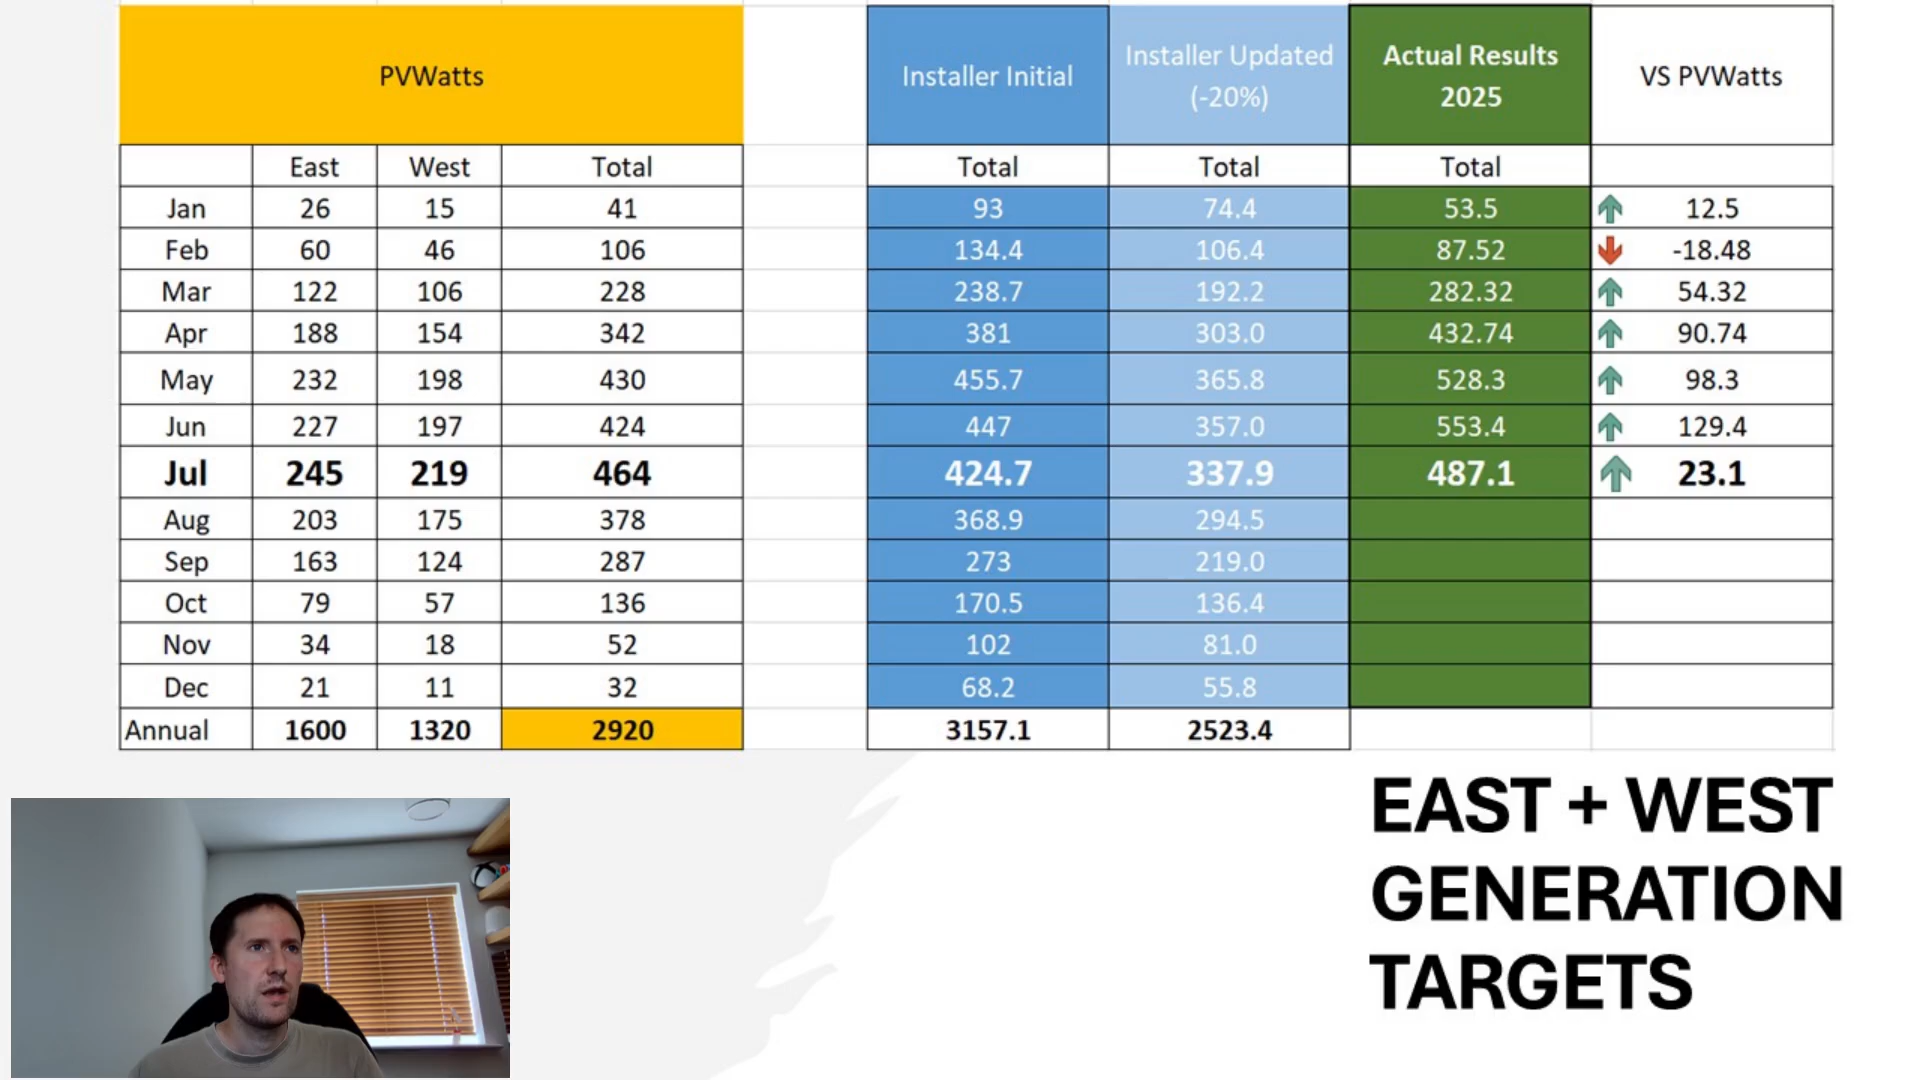 PVWatts Installer Initial Installer Updated Actual Results VS PVWatts
(-20%) 2025
East West Total Total Total Total
Jan 26 15 41 93 74.4 53.5 12.5
Feb 60 46 106 134.4 106.4 87.52 -18.48
Mar 122 106 228 238.7 192.2 282.32 54.32
Apr 188 154 342 381 303.0 432.74 90.74
May 232 198 430 455.7 365.8 528.3 98.3
Jun 227 197 424 447 357.0 553.4 129.4
Jul 245 219 464 424.7 337.9 487.1 23.1
Aug 203 175 378 368.9 294.5
Sep 163 124 287 273 219.0
Oct 79 57 136 170.5 136.4
Nov 34 18 52 102 81.0
Dec 21 11 32 68.2 55.8
Annual 1600 1320 2920 3157.1 2523.4
EAST + WEST
GENERATION
TARGETS